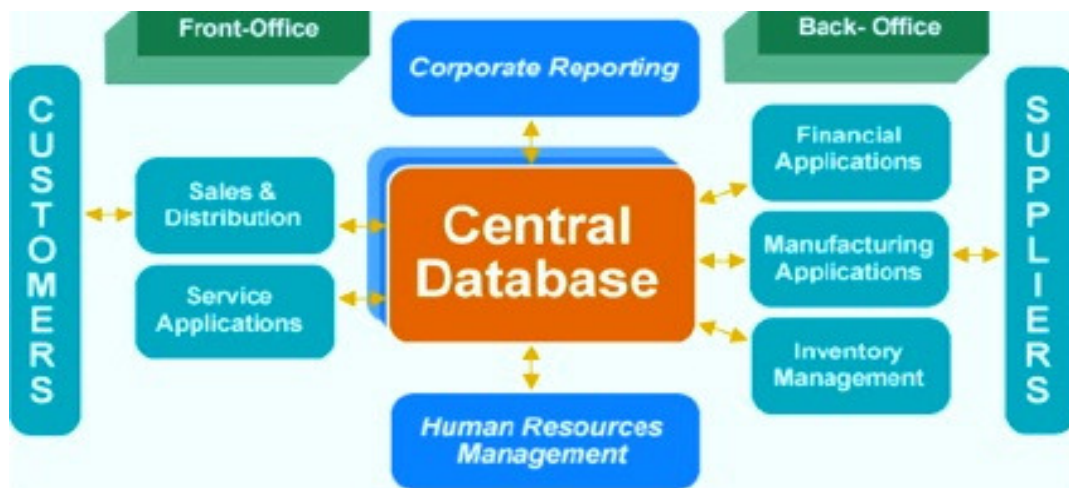 Front-Office
Back- Office
Corporate Reporting
CUSTOMERS
Sales &
Distribution
Service
Applications
Central
Database
Financial
Applications
Manufacturing
Applications
Inventory
Management
SUPPLIERS
Human Resources
Management